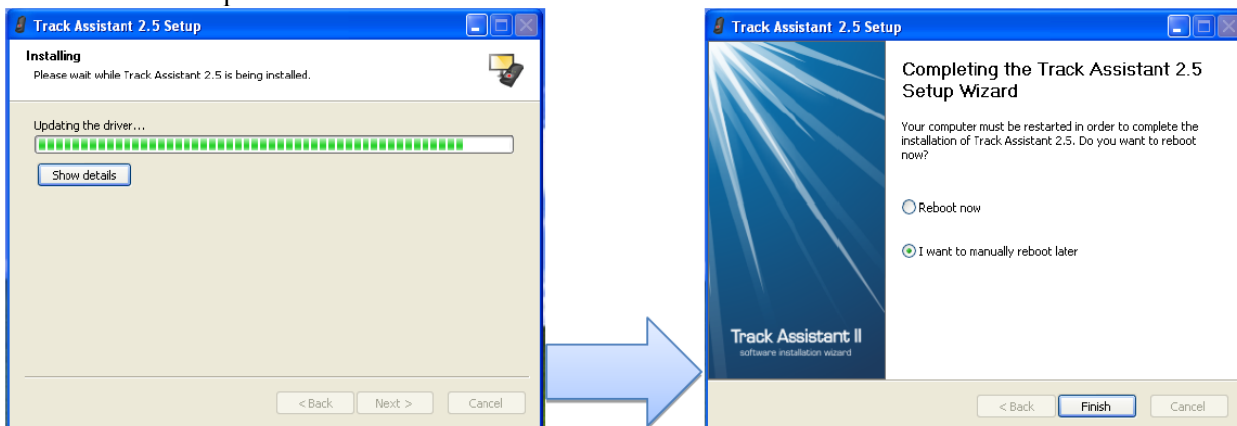 Track Assistant 2.5 Setup
Installing
Please wait while Track Assistant 2.5 is being installed.
Updating the driver...
Show details
< Back
Next >
Cancel
Track Assistant 2.5 Setup
Completing the Track Assistant 2.5
Setup Wizard
Your computer must be restarted in order to complete the
installation of Track Assistant 2.5. Do you want to reboot
now?
Reboot now
I want to manually reboot later
Track Assistant II
software installation wizard
< Back
Finish
Cancel